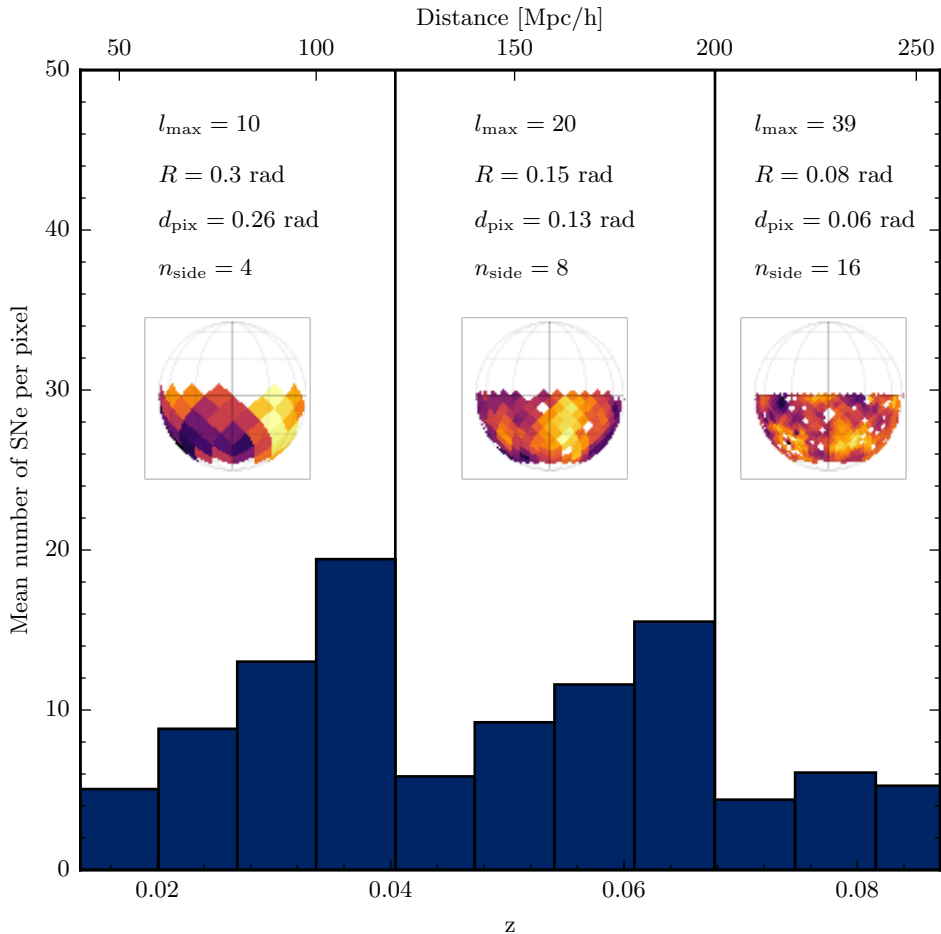 Distance [Mpc/h]
50 100 150 200 250
50
40
30
20
10
0
Mean number of SNe per pixel
l_max = 10
R = 0.3 rad
d_pix = 0.26 rad
n_side = 4
l_max = 20
R = 0.15 rad
d_pix = 0.13 rad
n_side = 8
l_max = 39
R = 0.08 rad
d_pix = 0.06 rad
n_side = 16
0.02 0.04 0.06 0.08
z